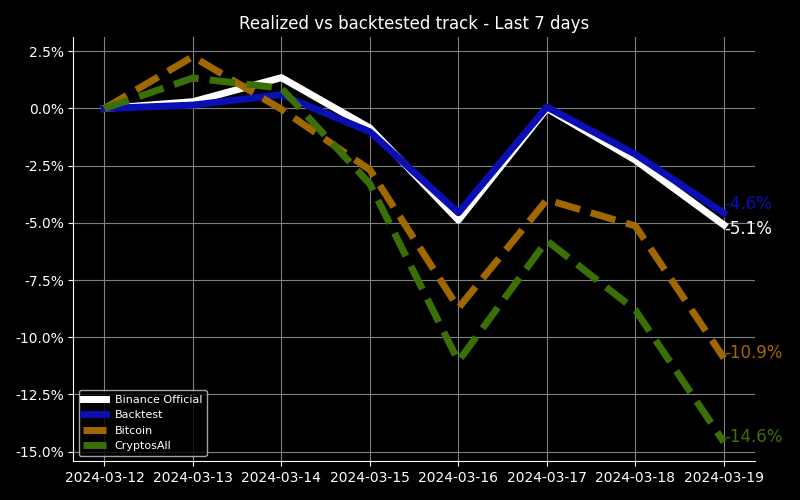 Realized vs backtested track - Last 7 days
2.5%
0.0%
-2.5%
-5.0%
-7.5%
-10.0%
-12.5%
-15.0%
-4.6%
-5.1%
-10.9%
-14.6%
Binance Official
Backtest
Bitcoin
CryptosAll
2024-03-12 2024-03-13 2024-03-14 2024-03-15 2024-03-16 2024-03-17 2024-03-18 2024-03-19